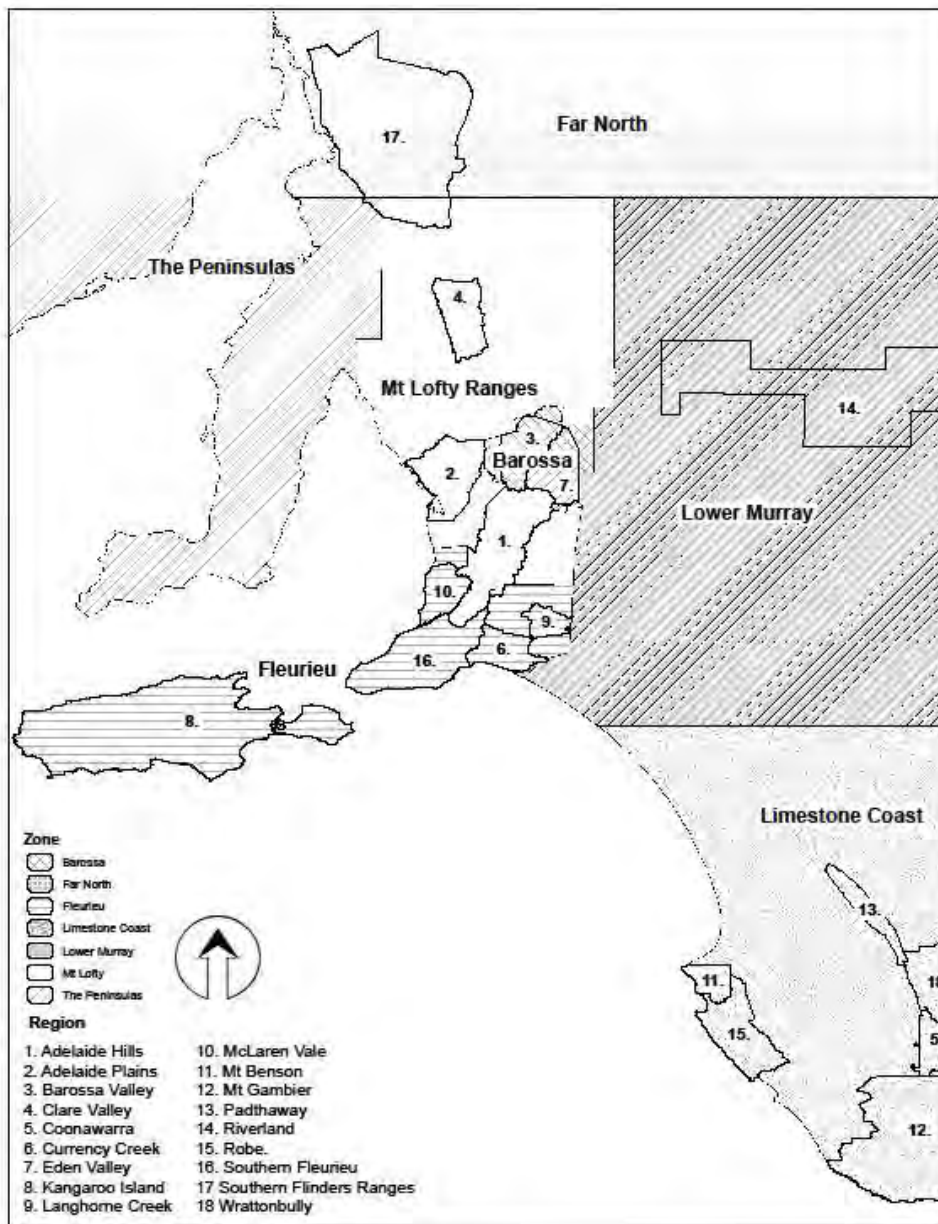 Far North
17.
The Peninsulas
4.
Mt Lofty Ranges
14.
3.
Barossa
2.
7.
Lower Murray
1.
10.
9.
6.
16.
Fleurieu
8.
Limestone Coast
13.
18
11.
5
15.
12.
Zone
Barossa
Far North
Fleurieu
Limestone Coast
Lower Murray
Mt Lofty
The Peninsulas
Region
1. Adelaide Hills
2. Adelaide Plains
3. Barossa Valley
4. Clare Valley
5. Coonawarra
6. Currency Creek
7. Eden Valley
8. Kangaroo Island
9. Langhorne Creek
10. McLaren Vale
11. Mt Benson
12. Mt Gambier
13. Padthaway
14. Riverland
15. Robe.
16. Southern Fleurieu
17 Southern Flinders Ranges
18 Wrattonbully